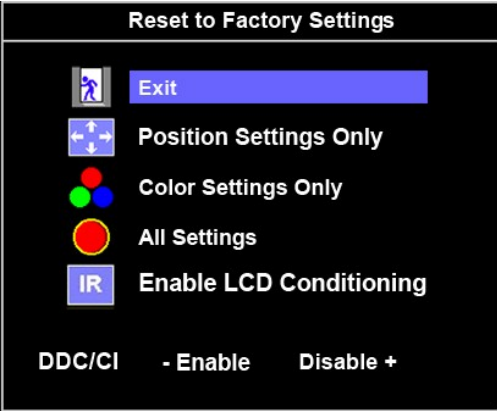 Reset to Factory Settings
Exit
Position Settings Only
Color Settings Only
All Settings
IR Enable LCD Conditioning
DDC/CI - Enable Disable +